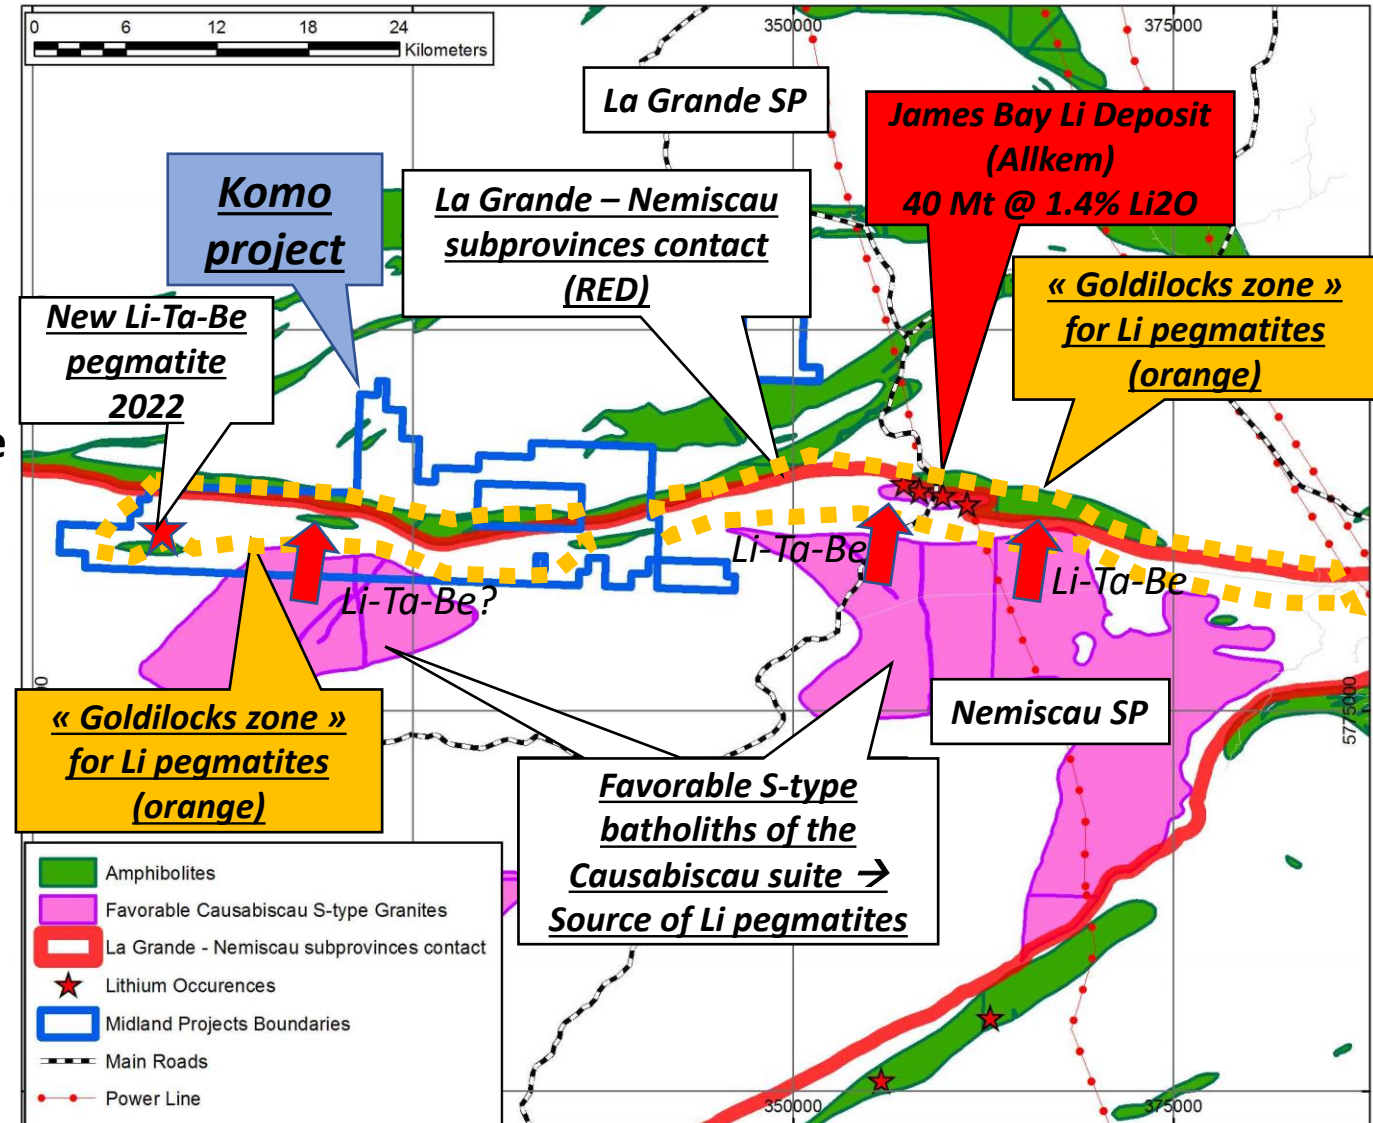 0 6 12 18 24
Kilometers
350000
375000
La Grande SP
James Bay Li Deposit
(Allkem)
40 Mt @ 1.4% Li2O
Komo
project
La Grande – Nemiscau
subprovinces contact
(RED)
« Goldilocks zone »
for Li pegmatites
(orange)
New Li-Ta-Be
pegmatite
2022
e
Li-Ta-Be
Li-Ta-Be
Li-Ta-Be?
« Goldilocks zone »
for Li pegmatites
(orange)
Nemiscau SP
5775000
Favorable S-type
batholiths of the
Causabiscau suite →
Source of Li pegmatites
Amphibolites
Favorable Causabiscau S-type Granites
La Grande - Nemiscau subprovinces contact
Lithium Occurences
Midland Projects Boundaries
Main Roads
Power Line
350000
375000